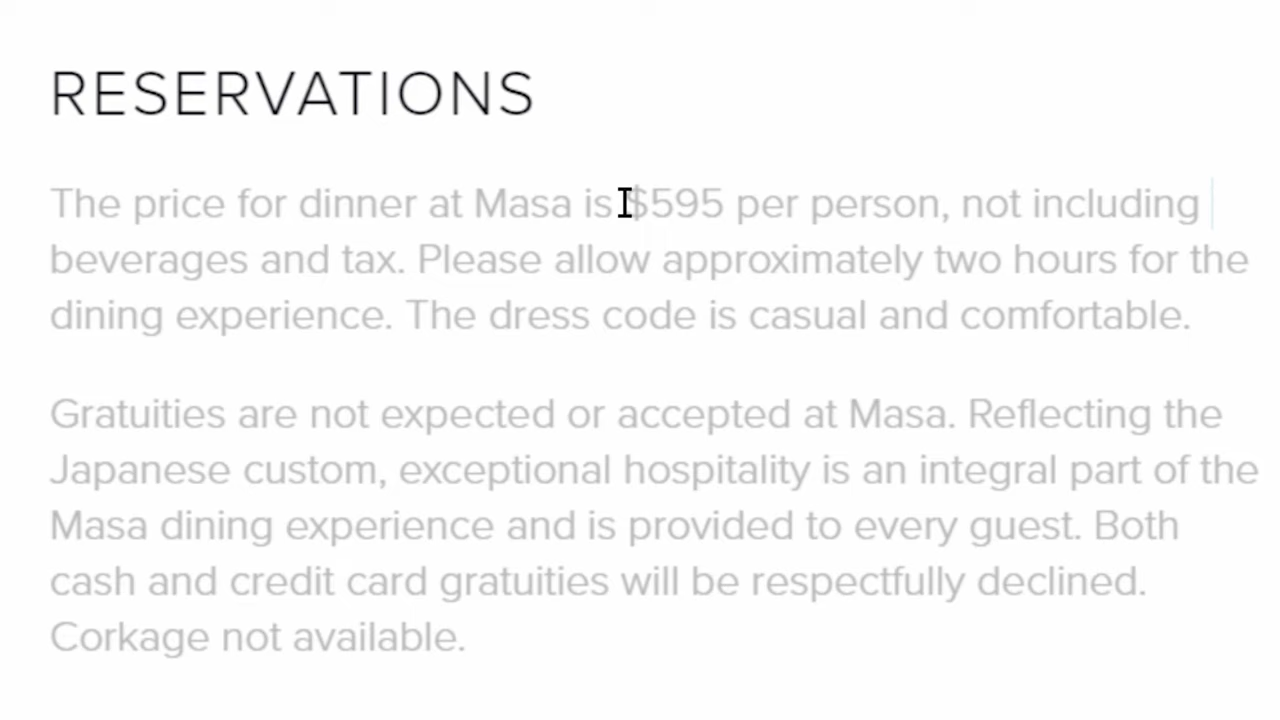 RESERVATIONS
The price for dinner at Masa is $595 per person, not including
beverages and tax. Please allow approximately two hours for the
dining experience. The dress code is casual and comfortable.
Gratuities are not expected or accepted at Masa. Reflecting the
Japanese custom, exceptional hospitality is an integral part of the
Masa dining experience and is provided to every guest. Both
cash and credit card gratuities will be respectfully declined.
Corkage not available.